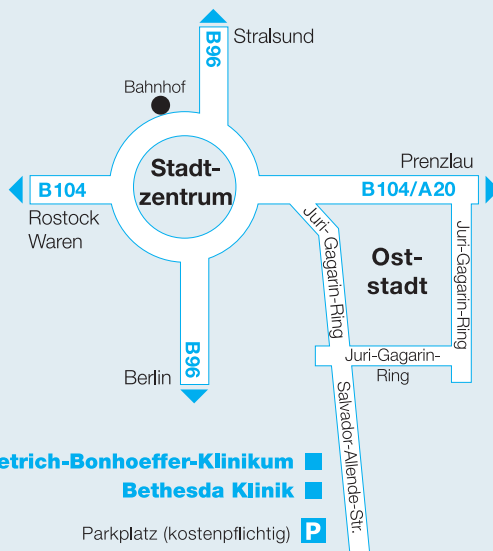 B96
Stralsund
Bahnhof
Stadt-
zentrum
Prenzlau
B104
B104/A20
Rostock
Waren
Juri- Gagarin-Ring
Juri-Gagarin-Ring
Ost-
stadt
B96
Juri-Gagarin-
Ring
Berlin
Salvador-Allende-Str.
etrich-Bonhoeffer-Klinikum
Bethesda Klinik
Parkplatz (kostenpflichtig) P